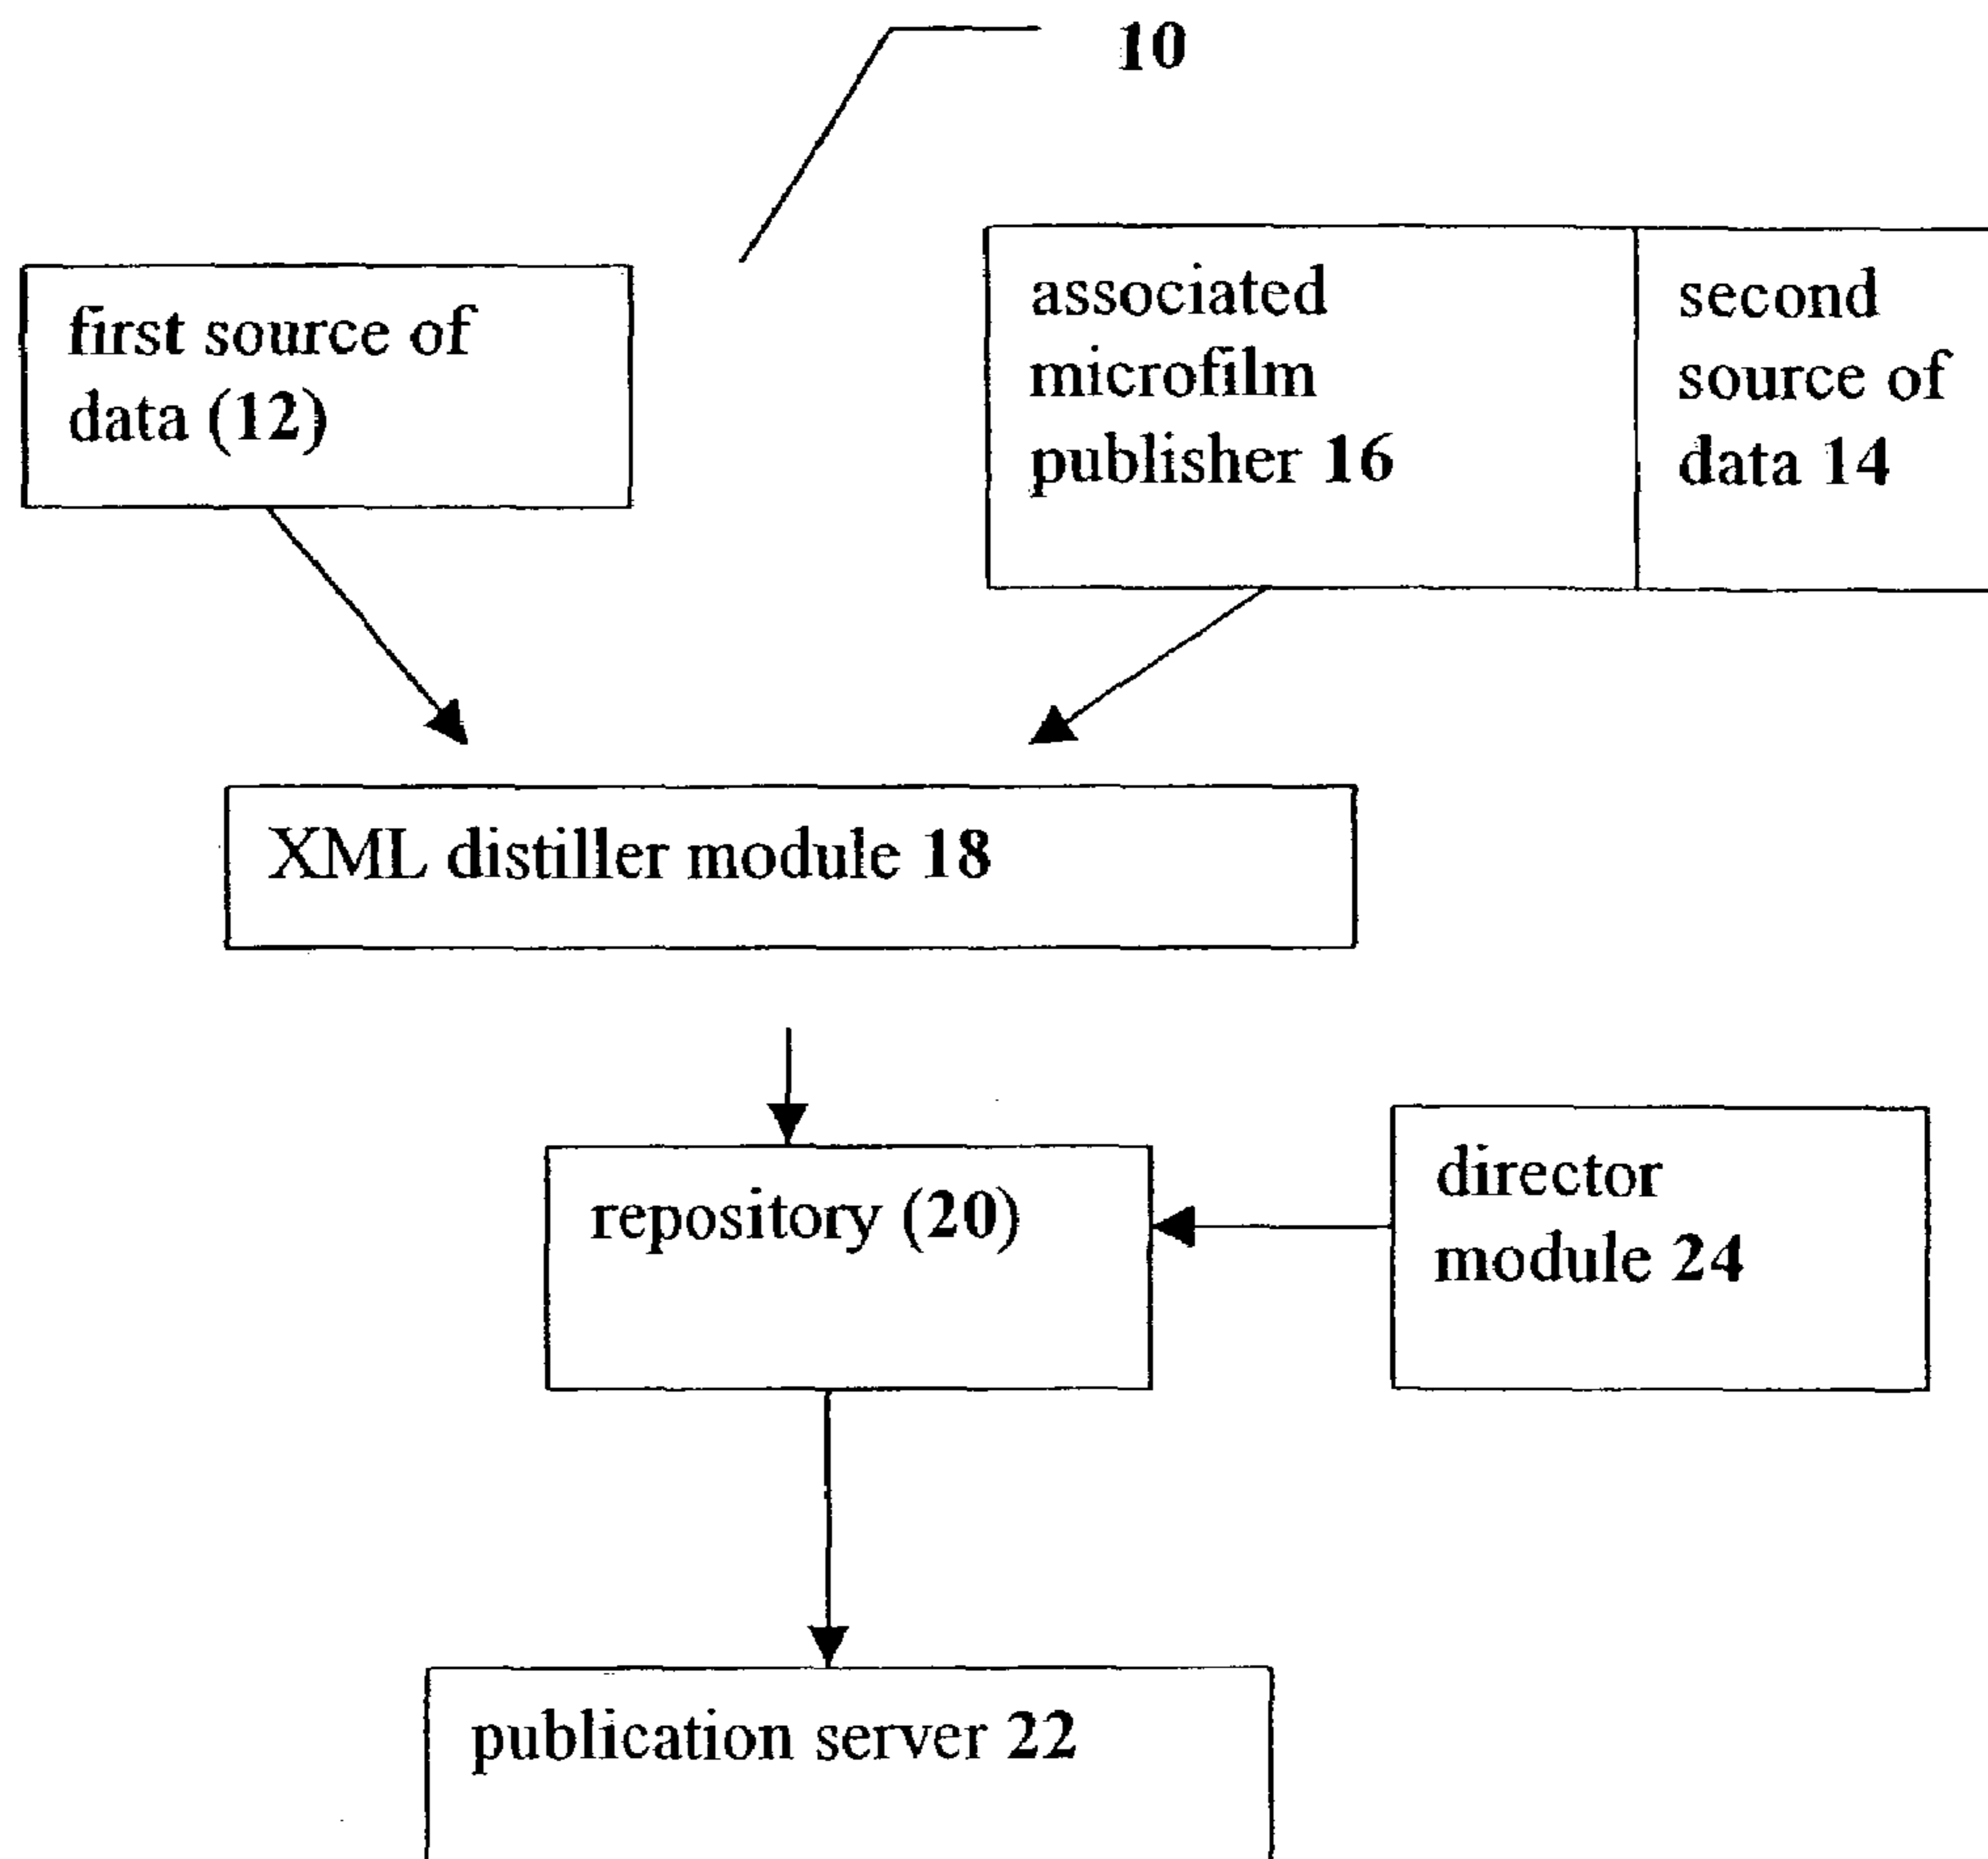 10
first source of
data (12)
associated
microfilm
publisher 16
second
source of
data 14
XML distiller module 18
repository (20)
director
module 24
publication server 22